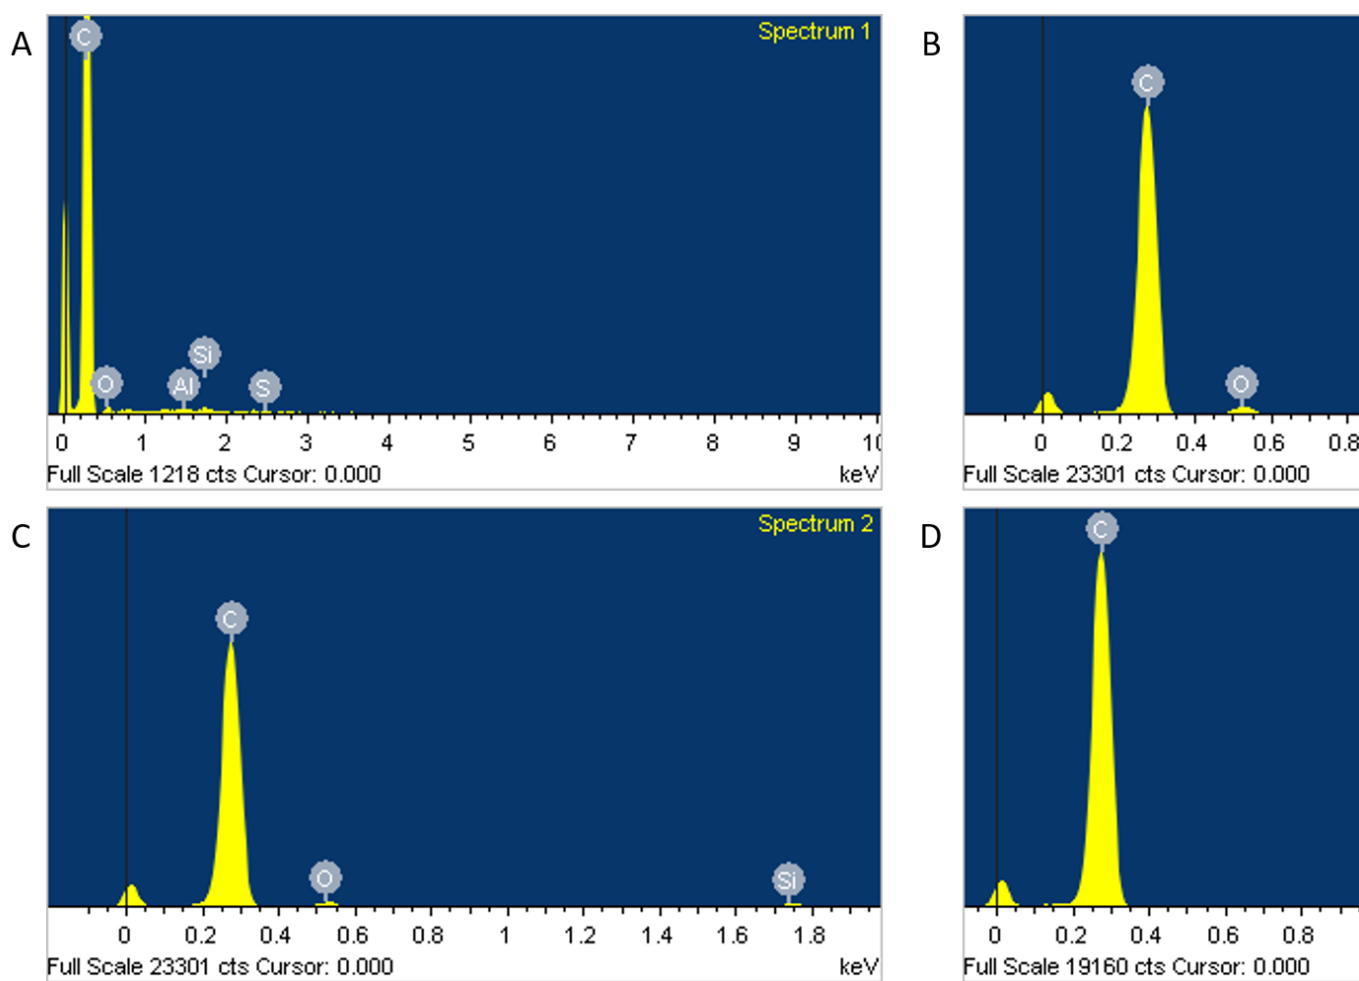 A
Spectrum 1
C
O
Al
Si
S
0 1 2 3 4 5 6 7 8 9 10
Full Scale 1218 cts Cursor: 0.000 keV
B
C
O
0 0.2 0.4 0.6 0.8
Full Scale 23301 cts Cursor: 0.000
C
Spectrum 2
C
O
Si
0 0.2 0.4 0.6 0.8 1 1.2 1.4 1.6 1.8
Full Scale 23301 cts Cursor: 0.000 keV
D
C
0 0.2 0.4 0.6 0.8
Full Scale 19160 cts Cursor: 0.000